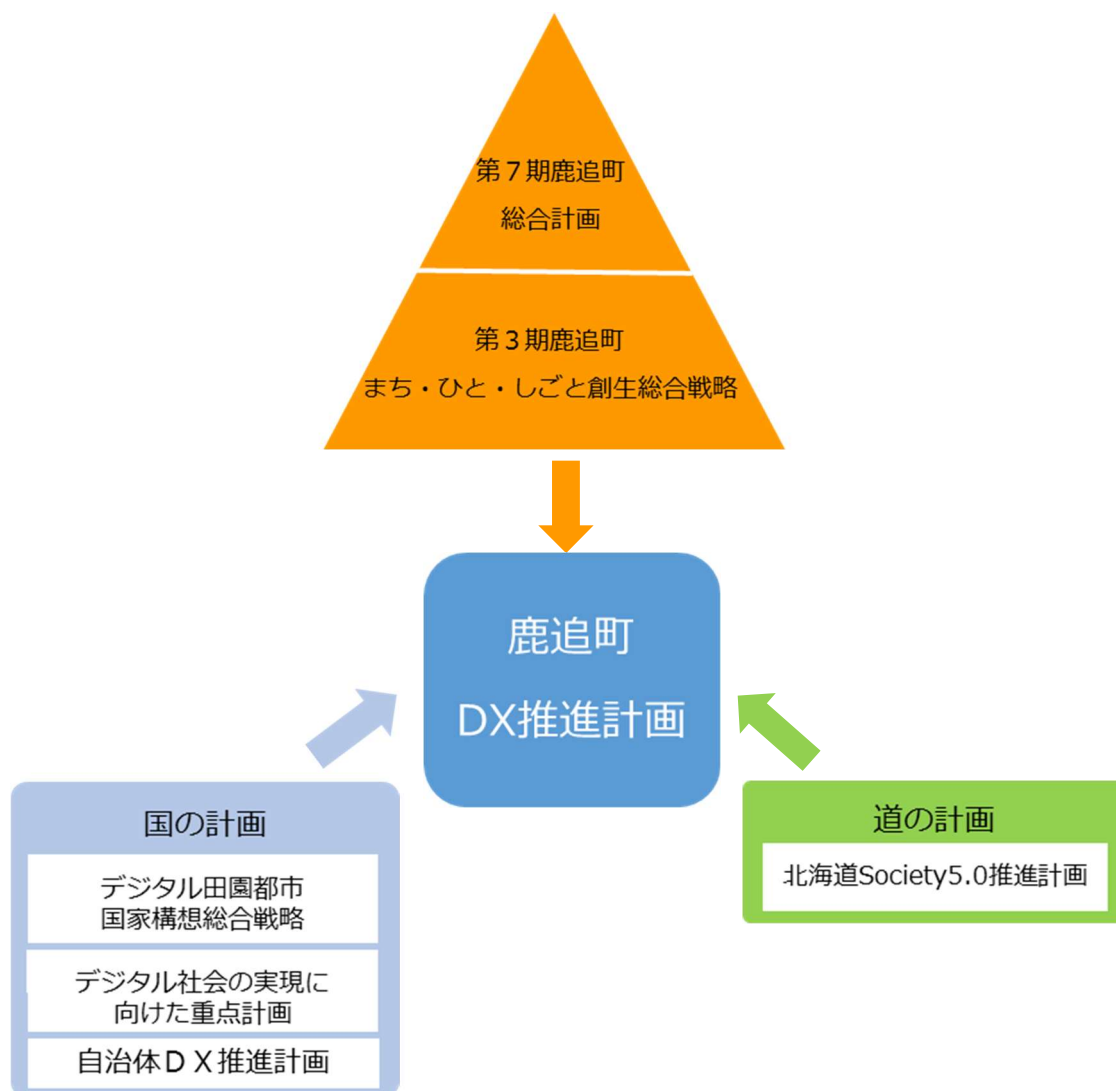 第７期鹿追町
総合計画
第３期鹿追町
まち・ひと・しごと創生総合戦略
鹿追町
DX推進計画
国の計画
デジタル田園都市
国家構想総合戦略
デジタル社会の実現に
向けた重点計画
自治体ＤＸ推進計画
道の計画
北海道Society5.0推進計画